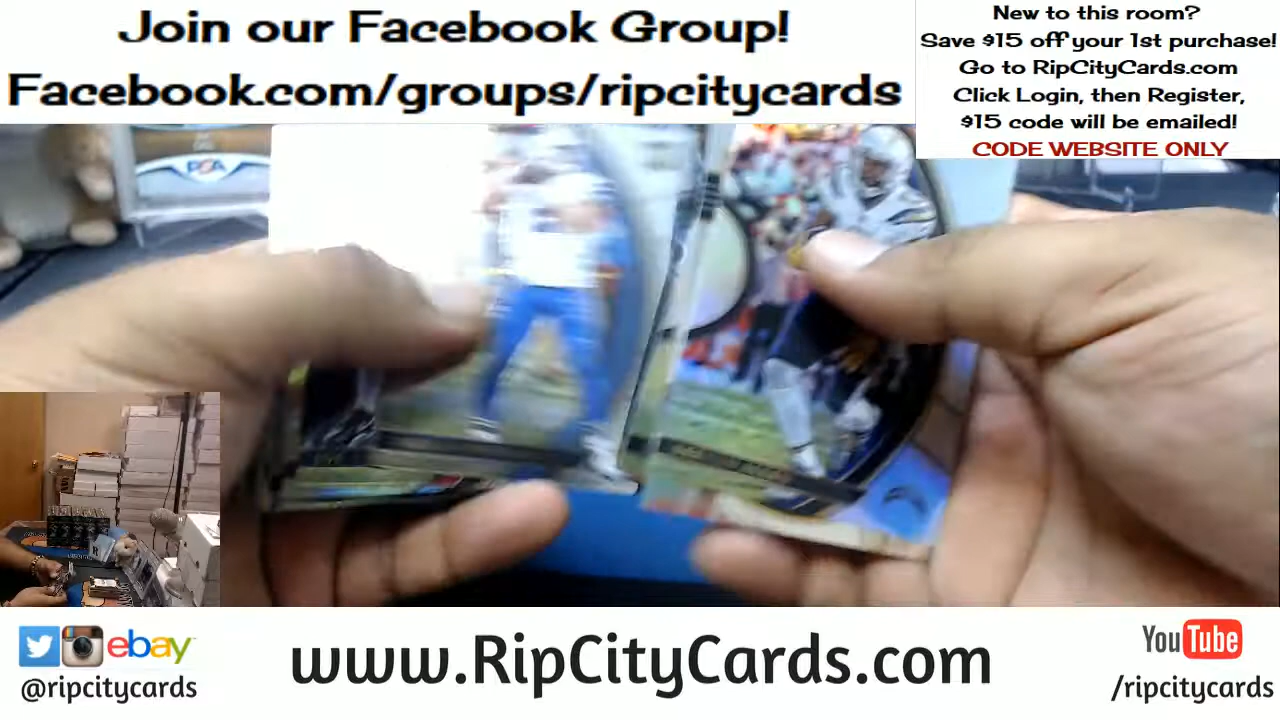 Join our Facebook Group!
Facebook.com/groups/ripcitycards
New to this room?
Save $15 off your 1st purchase!
Go to RipCityCards.com
Click Login, then Register,
$15 code will be emailed!
CODE WEBSITE ONLY
PSA
ebay
@ripcitycards
www.RipCityCards.com
YouTube
/ripcitycards